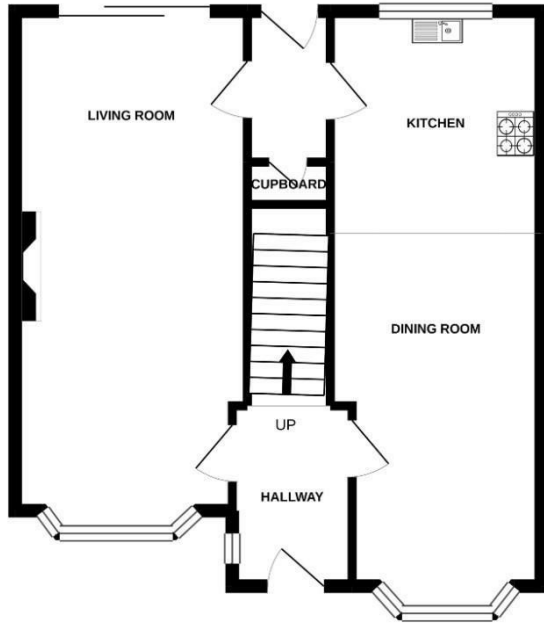 LIVING ROOM
KITCHEN
CUPBOARD
DINING ROOM
UP
HALLWAY